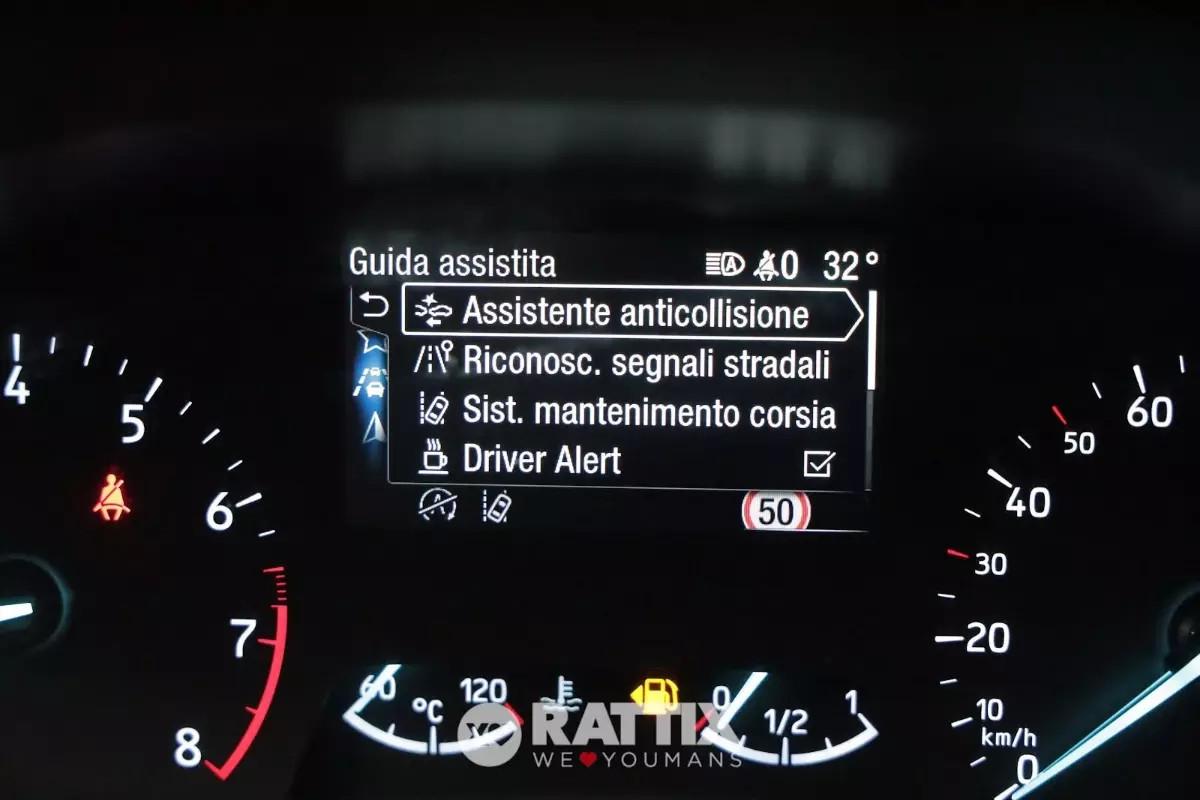 Guida assistita
0 32°
Assistente anticollisione
Riconosc. segnali stradali
Sist. mantenimento corsia
Driver Alert
50
4
5
6
7
8
60
50
40
30
20
10
km/h
0
60 °C 120
0 1/2 1
RATTIX
WE YOUMANS